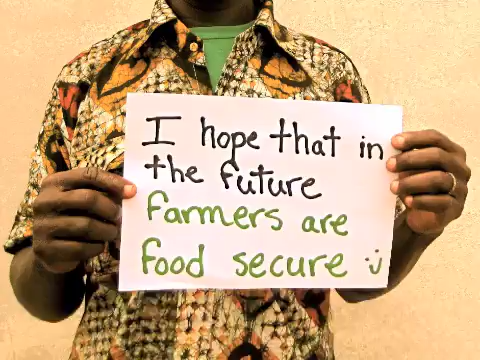 I hope that in
the future
farmers are
food secure :)